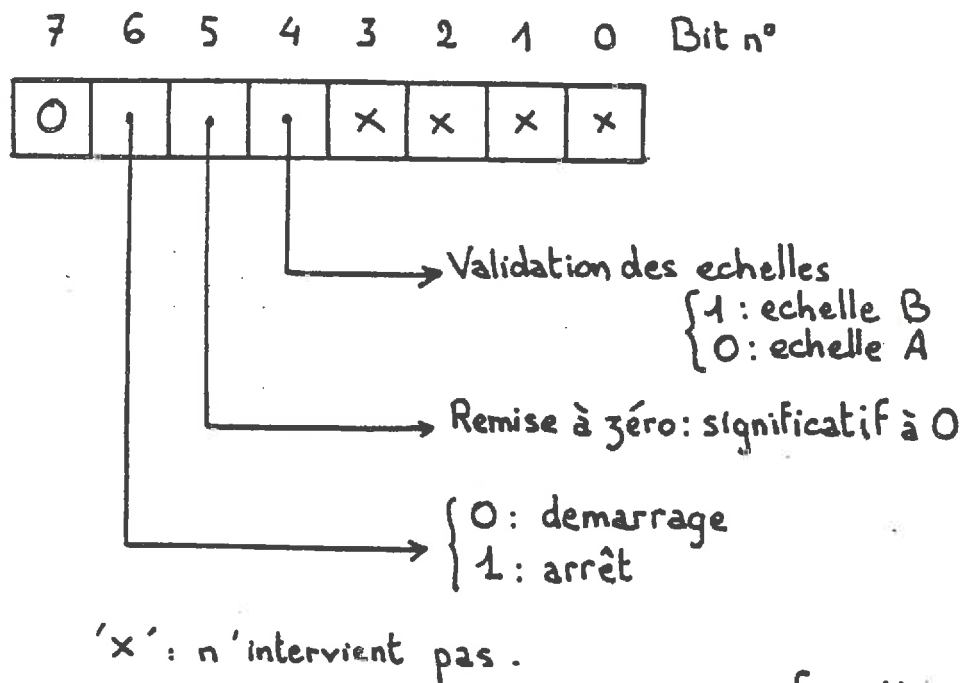 7 6 5 4 3 2 1 0 Bit n°
0 . . . x x x x
Validation des echelles
1 : echelle B
0 : echelle A
Remise à zéro : significatif à 0
0 : demarrage
1 : arrêt
'x' : n'intervient pas .